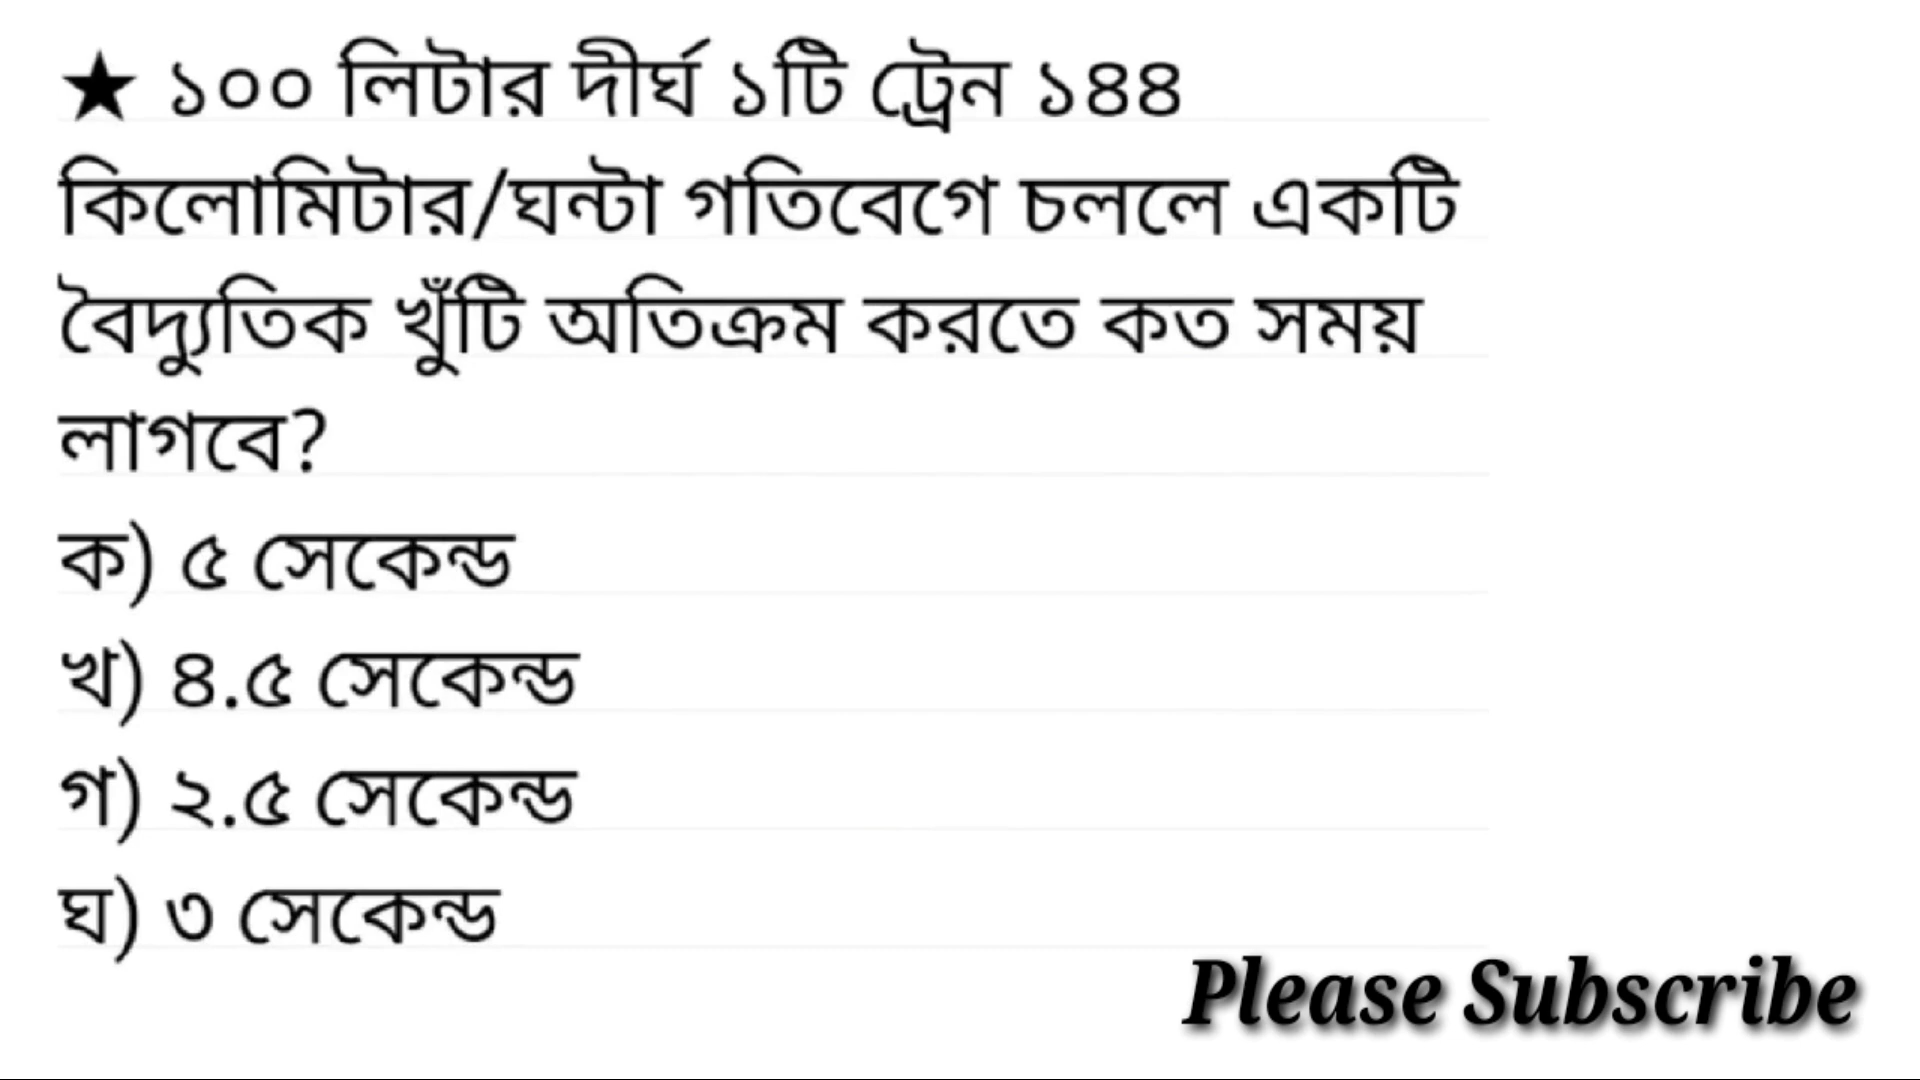 ★ ১০০ লিটার দীর্ঘ ১টি ট্রেন ১৪৪
কিলোমিটার/ঘন্টা গতিবেগে চললে একটি
বৈদ্যুতিক খুঁটি অতিক্রম করতে কত সময়
লাগবে?
ক) ৫ সেকেন্ড
খ) ৪.৫ সেকেন্ড
গ) ২.৫ সেকেন্ড
ঘ) ৩ সেকেন্ড
Please Subscribe